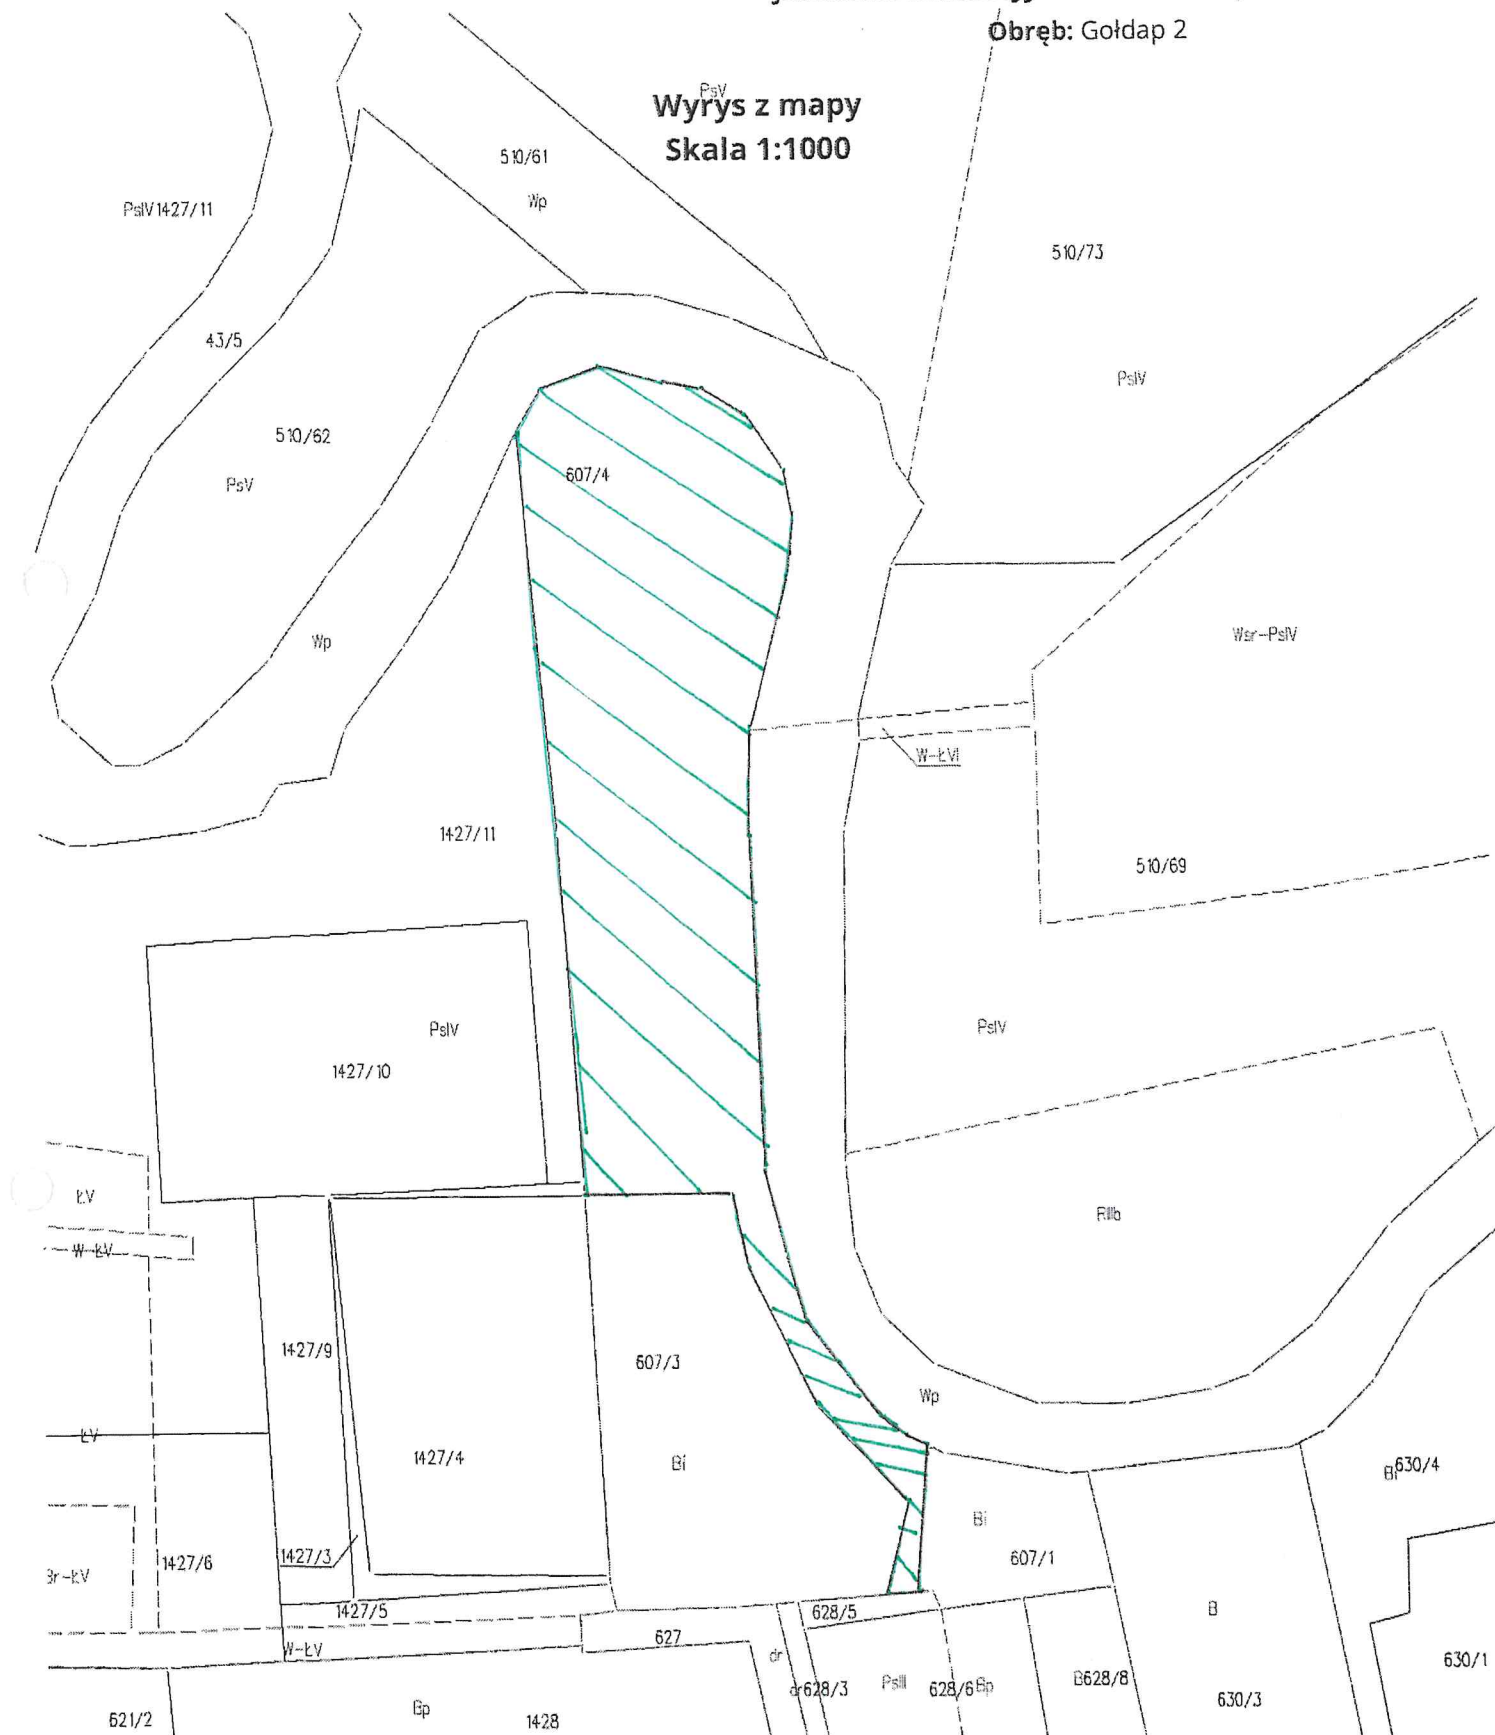 Obręb: Gołdap 2
PsV
Wyrys z mapy
Skala 1:1000
510/61
Wp
PsIV 1427/11
510/73
43/5
PsIV
510/62
607/4
PsV
Wsr-PsIV
Wp
W-ŁVI
1427/11
510/69
PsIV
PsIV
1427/10
ŁV
RIIIb
W-ŁV
1427/9
607/3
Wp
ŁV
1427/4
Bi
Bi 630/4
Bi
1427/3
1427/6
607/1
Br-ŁV
1427/5
628/5
B
627
W-ŁV
dr
630/1
dr 628/3
PsIII
628/6 Bp
B 628/8
630/3
621/2
Bp
1428